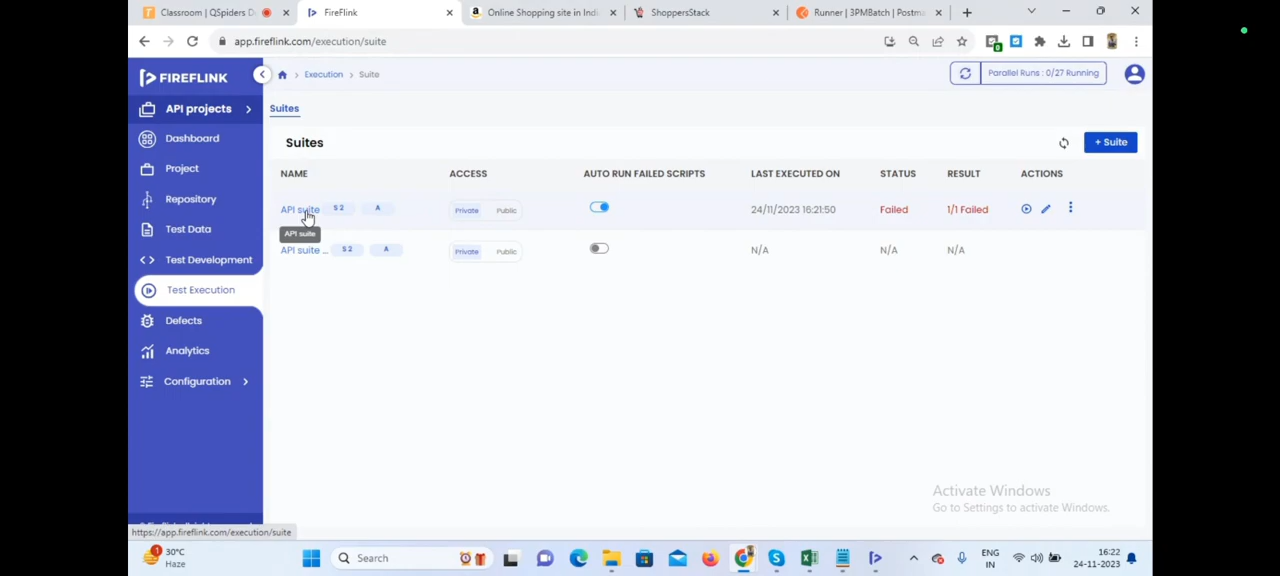 Classroom | QSpiders D
FireFlink
Online Shopping site in Indi
ShoppersStack
Runner | 3PMBatch | Postma
app.fireflink.com/execution/suite
FIREFLINK
Execution > Suite
Parallel Runs : 0/27 Running
API projects
Suites
Dashboard
Suites
+ Suite
Project
NAME
ACCESS
AUTO RUN FAILED SCRIPTS
LAST EXECUTED ON
STATUS
RESULT
ACTIONS
Repository
API suite
S 2
A
Private
Public
24/11/2023 16:21:50
Failed
1/1 Failed
Test Data
API suite
API suite ...
S 2
A
Private
Public
N/A
N/A
N/A
Test Development
Test Execution
Defects
Analytics
Configuration
Activate Windows
Go to Settings to activate Windows.
https://app.fireflink.com/execution/suite
1
30°C
Haze
Search
ENG
IN
16:22
24-11-2023